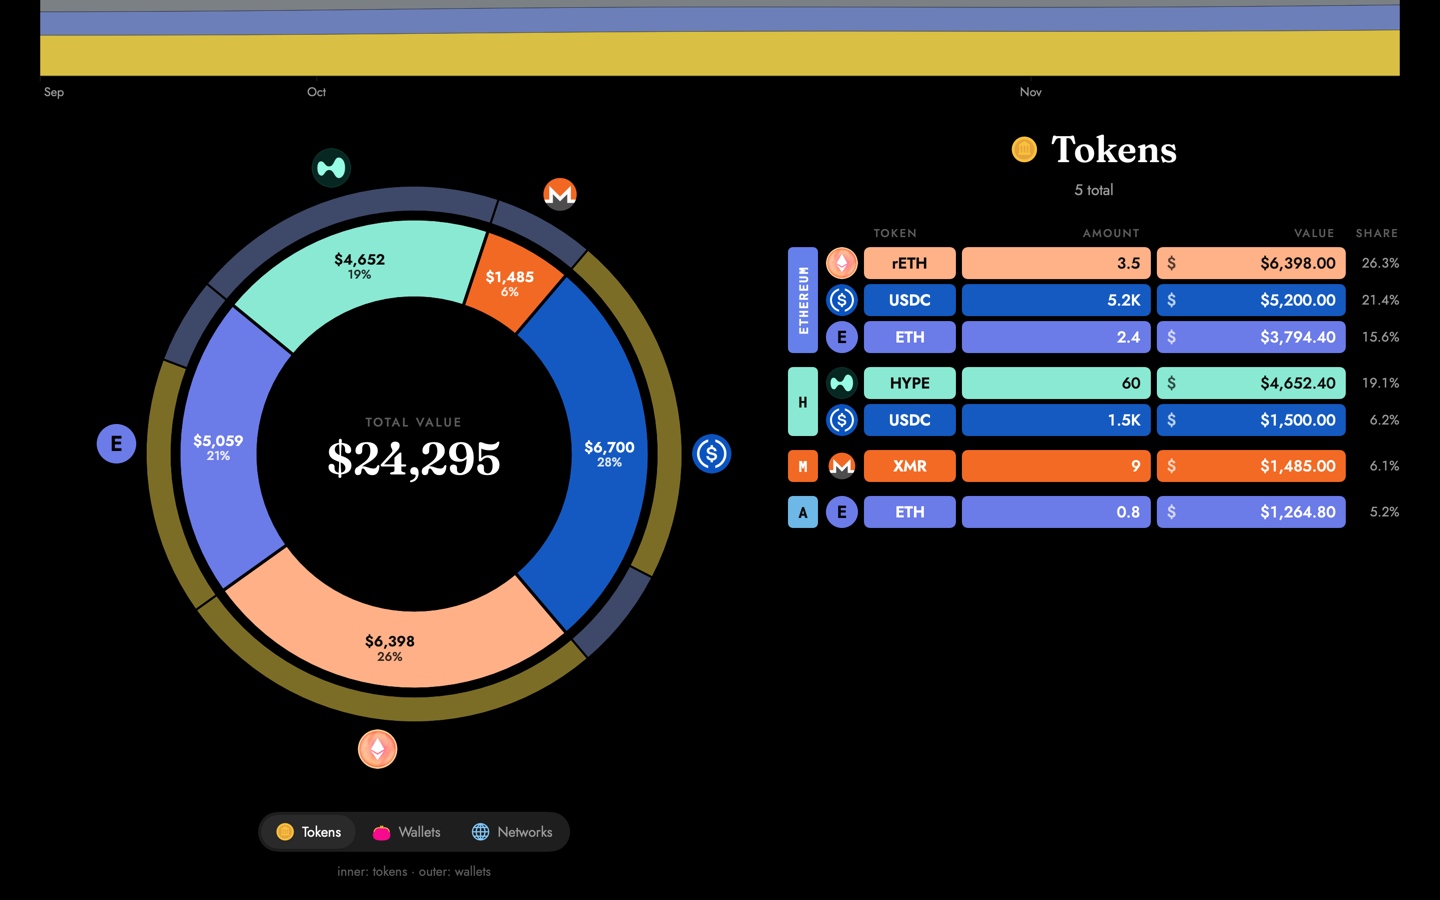 Sep Oct Nov
Tokens
5 total
TOKEN AMOUNT VALUE SHARE
ETHEREUM
rETH 3.5 $ $6,398.00 26.3%
USDC 5.2K $ $5,200.00 21.4%
E ETH 2.4 $ $3,794.40 15.6%
H
HYPE 60 $ $4,652.40 19.1%
USDC 1.5K $ $1,500.00 6.2%
M XMR 9 $ $1,485.00 6.1%
A E ETH 0.8 $ $1,264.80 5.2%
$4,652
19%
$1,485
6%
E
$5,059
21%
TOTAL VALUE
$24,295
$6,700
28%
$
$6,398
26%
Tokens Wallets Networks
inner: tokens · outer: wallets